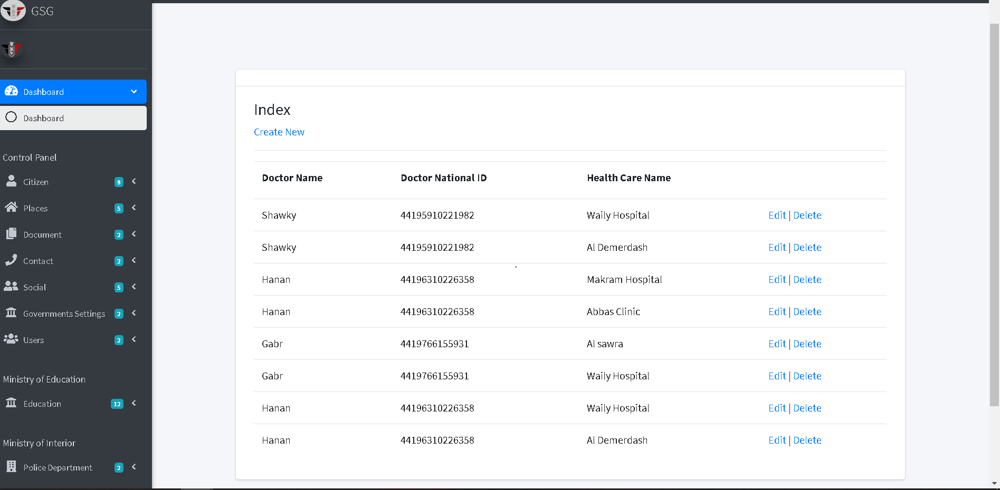 GSG
Dashboard
Dashboard
Control Panel
Citizen 8
Places 5
Document 2
Contact 2
Social 5
Governments Settings 2
Users 2
Ministry of Education
Education 12
Ministry of Interior
Police Department 2
Index
Create New
Doctor Name Doctor National ID Health Care Name
Shawky 44195910221982 Waily Hospital Edit | Delete
Shawky 44195910221982 Al Demerdash Edit | Delete
Hanan 44196310226358 Makram Hospital Edit | Delete
Hanan 44196310226358 Abbas Clinic Edit | Delete
Gabr 4419766155931 Al sawra Edit | Delete
Gabr 4419766155931 Waily Hospital Edit | Delete
Hanan 44196310226358 Waily Hospital Edit | Delete
Hanan 44196310226358 Al Demerdash Edit | Delete